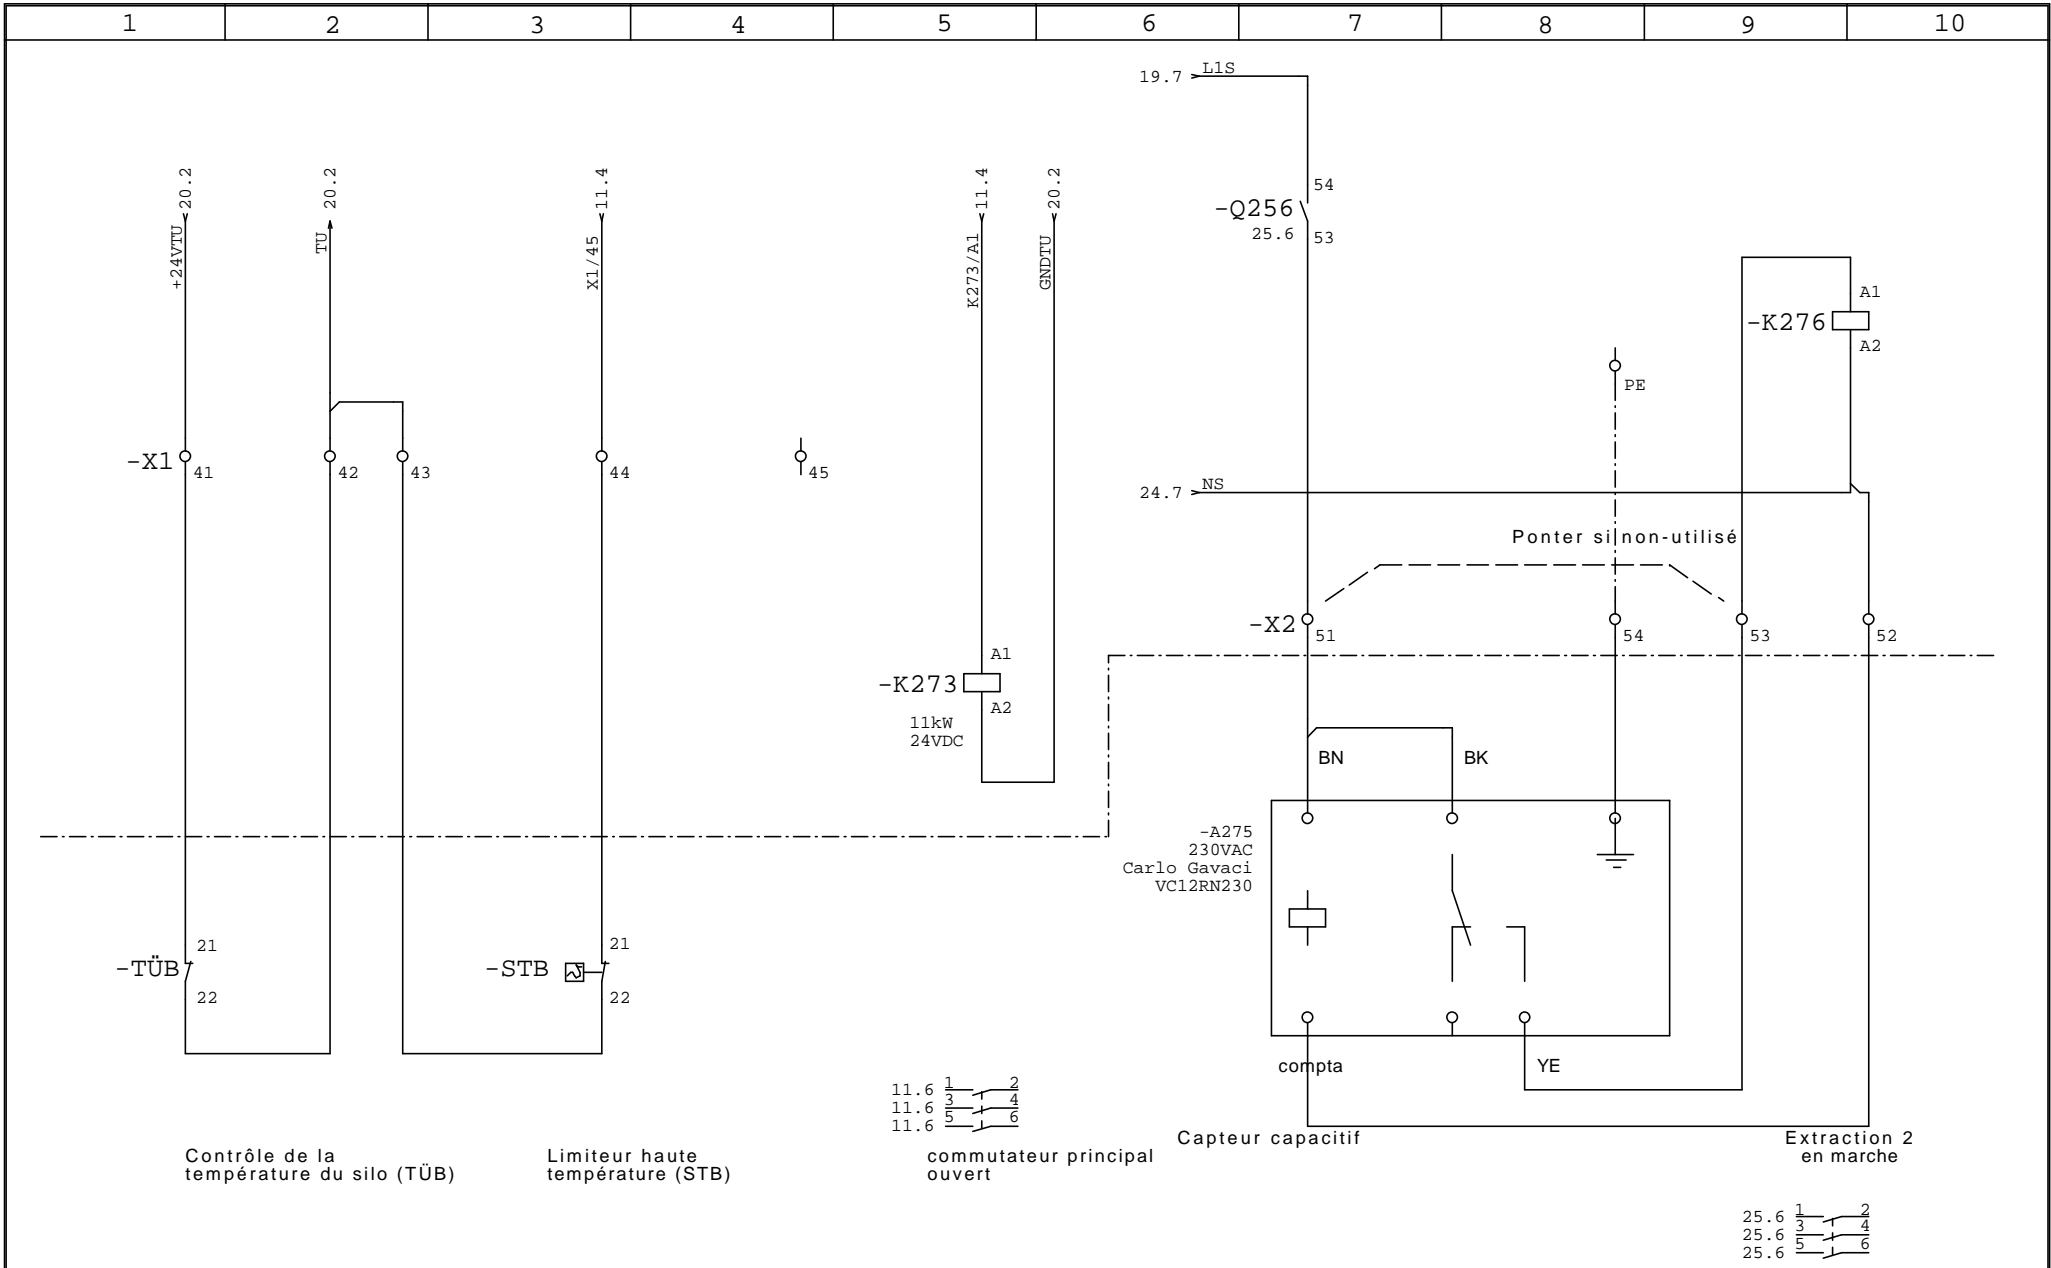 1 2 3 4 5 6 7 8 9 10
19.7 L1S
20.2
20.2
11.4
11.4
20.2
+24VTU
TU
X1/45
K273/A1
GNDTU
54
-Q256
25.6
53
A1
-K276
A2
PE
-X1
41
42
43
44
45
24.7 NS
Ponter si non-utilisé
-X2
51
54
53
52
A1
-K273
A2
11kW
24VDC
BN
BK
-A275
230VAC
Carlo Gavaci
VC12RN230
21
-TÜB
22
21
-STB
22
compta
YE
11.6 1 2
11.6 3 4
11.6 5 6
Contrôle de la
température du silo (TÜB)
Limiteur haute
température (STB)
commutateur principal
ouvert
Capteur capacitif
Extraction 2
en marche
25.6 1 2
25.6 3 4
25.6 5 6